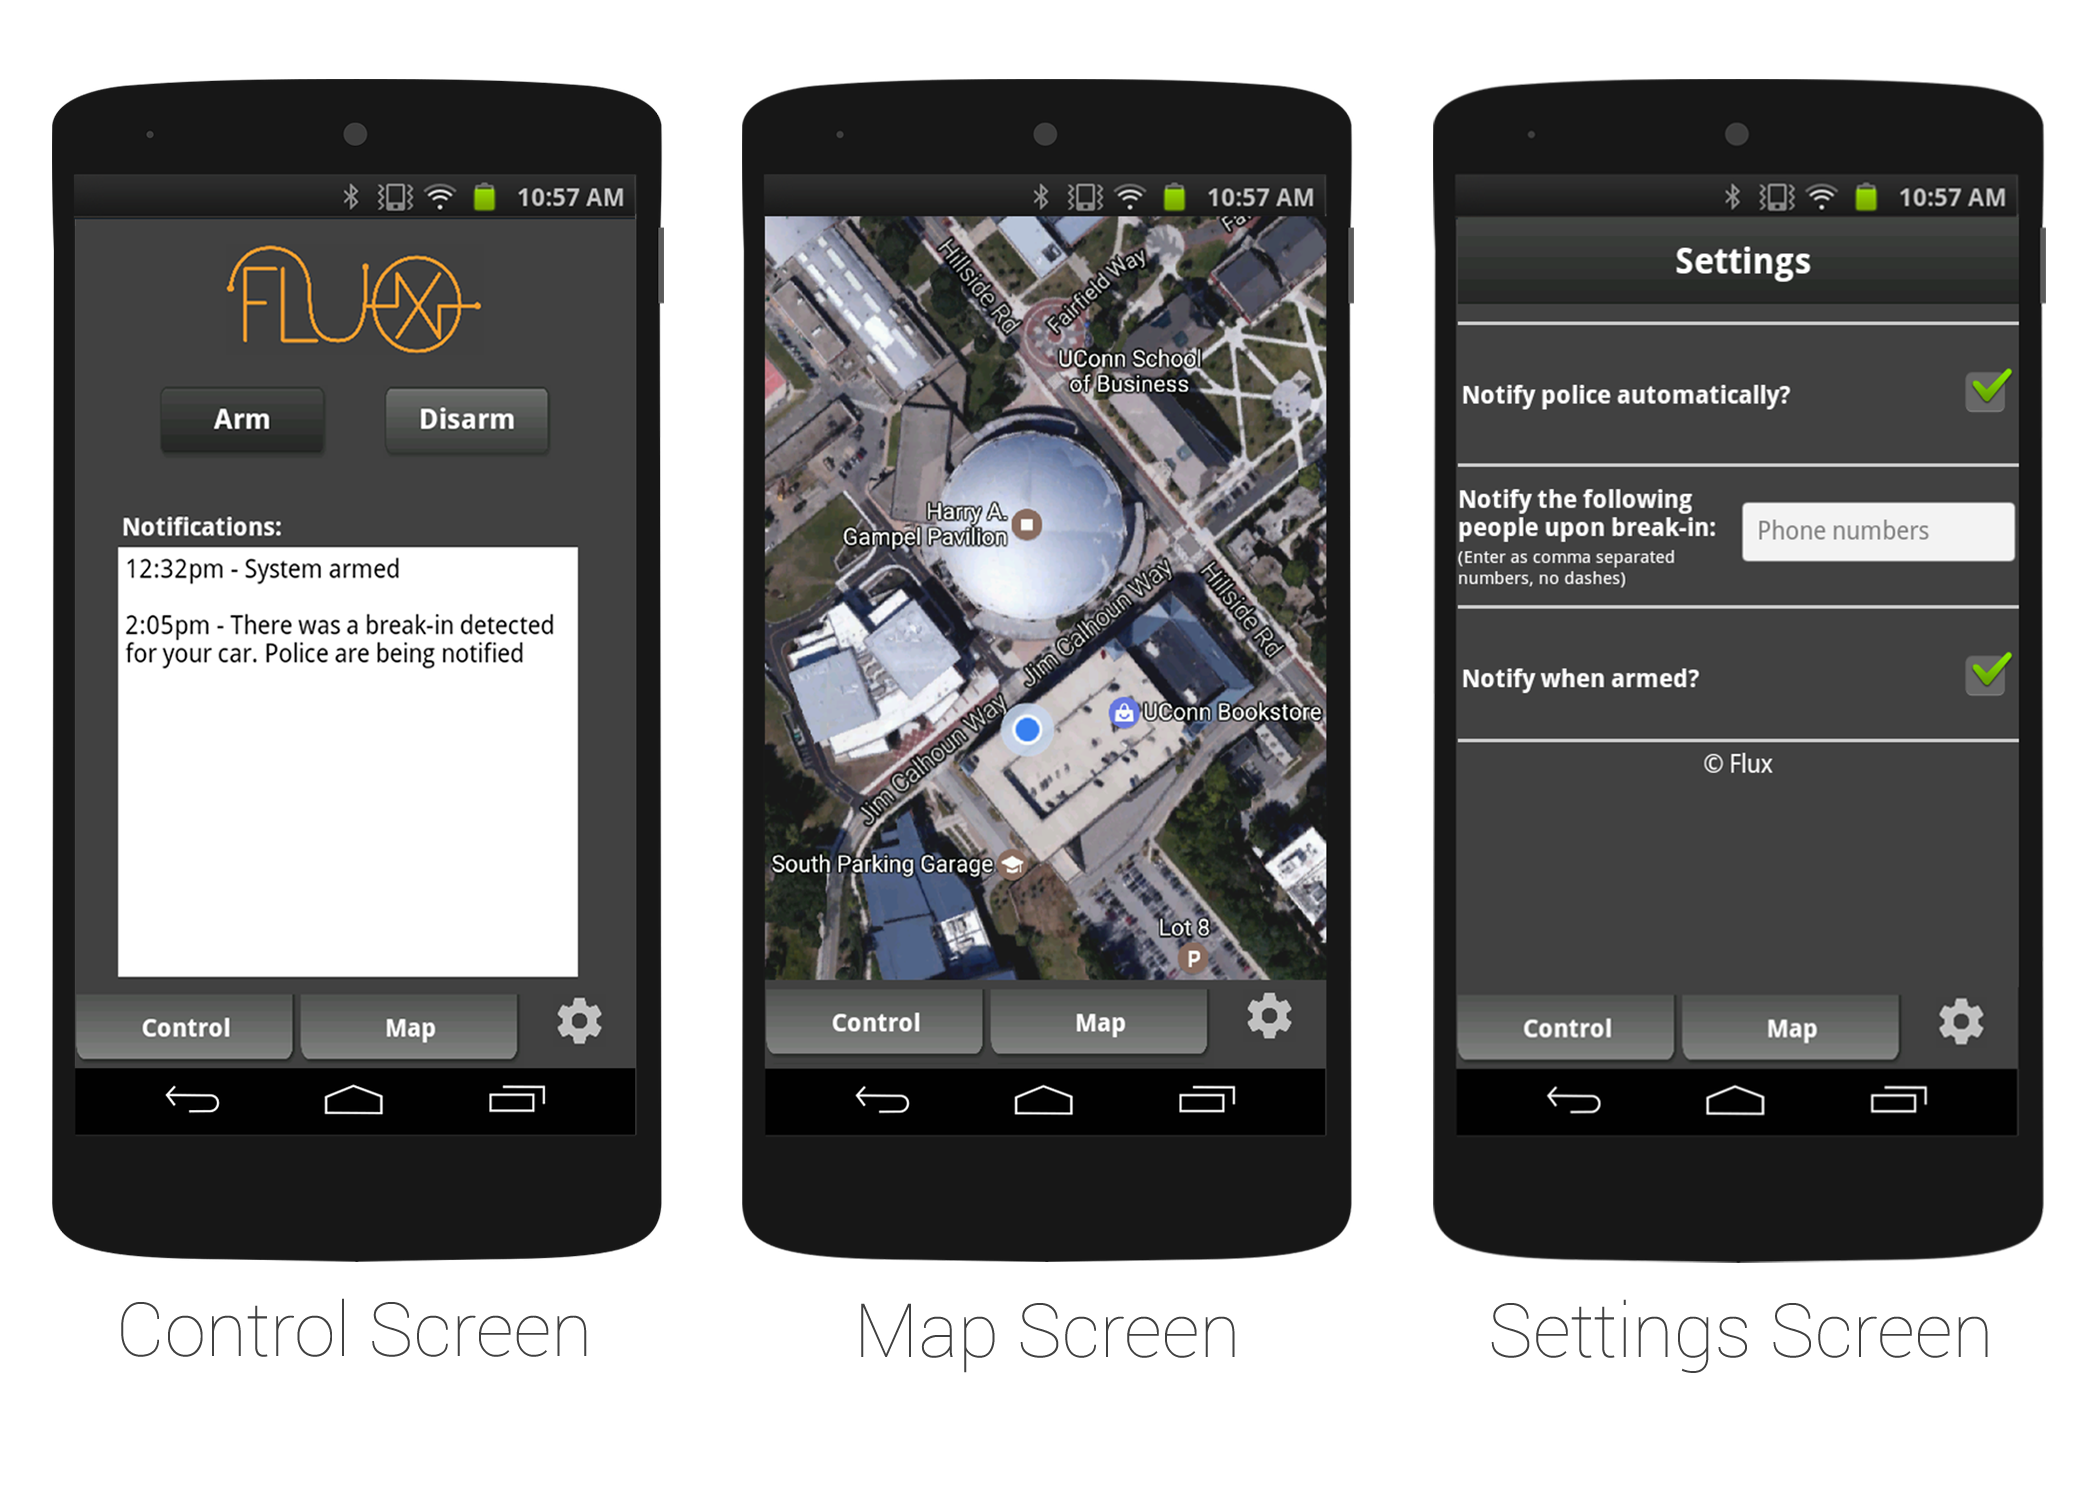 10:57 AM
FLUX
Arm
Disarm
Notifications:
12:32pm - System armed
2:05pm - There was a break-in detected
for your car. Police are being notified
Control
Map
Control Screen
10:57 AM
Hillside Rd
Fairfield Way
Fai
UConn School
of Business
Harry A.
Gampel Pavilion
Jim Calhoun Way
Hillside Rd
UConn Bookstore
Jim Calhoun Way
South Parking Garage
Lot 8
P
Control
Map
Map Screen
10:57 AM
Settings
Notify police automatically?
Notify the following
people upon break-in:
(Enter as comma separated
numbers, no dashes)
Phone numbers
Notify when armed?
© Flux
Control
Map
Settings Screen